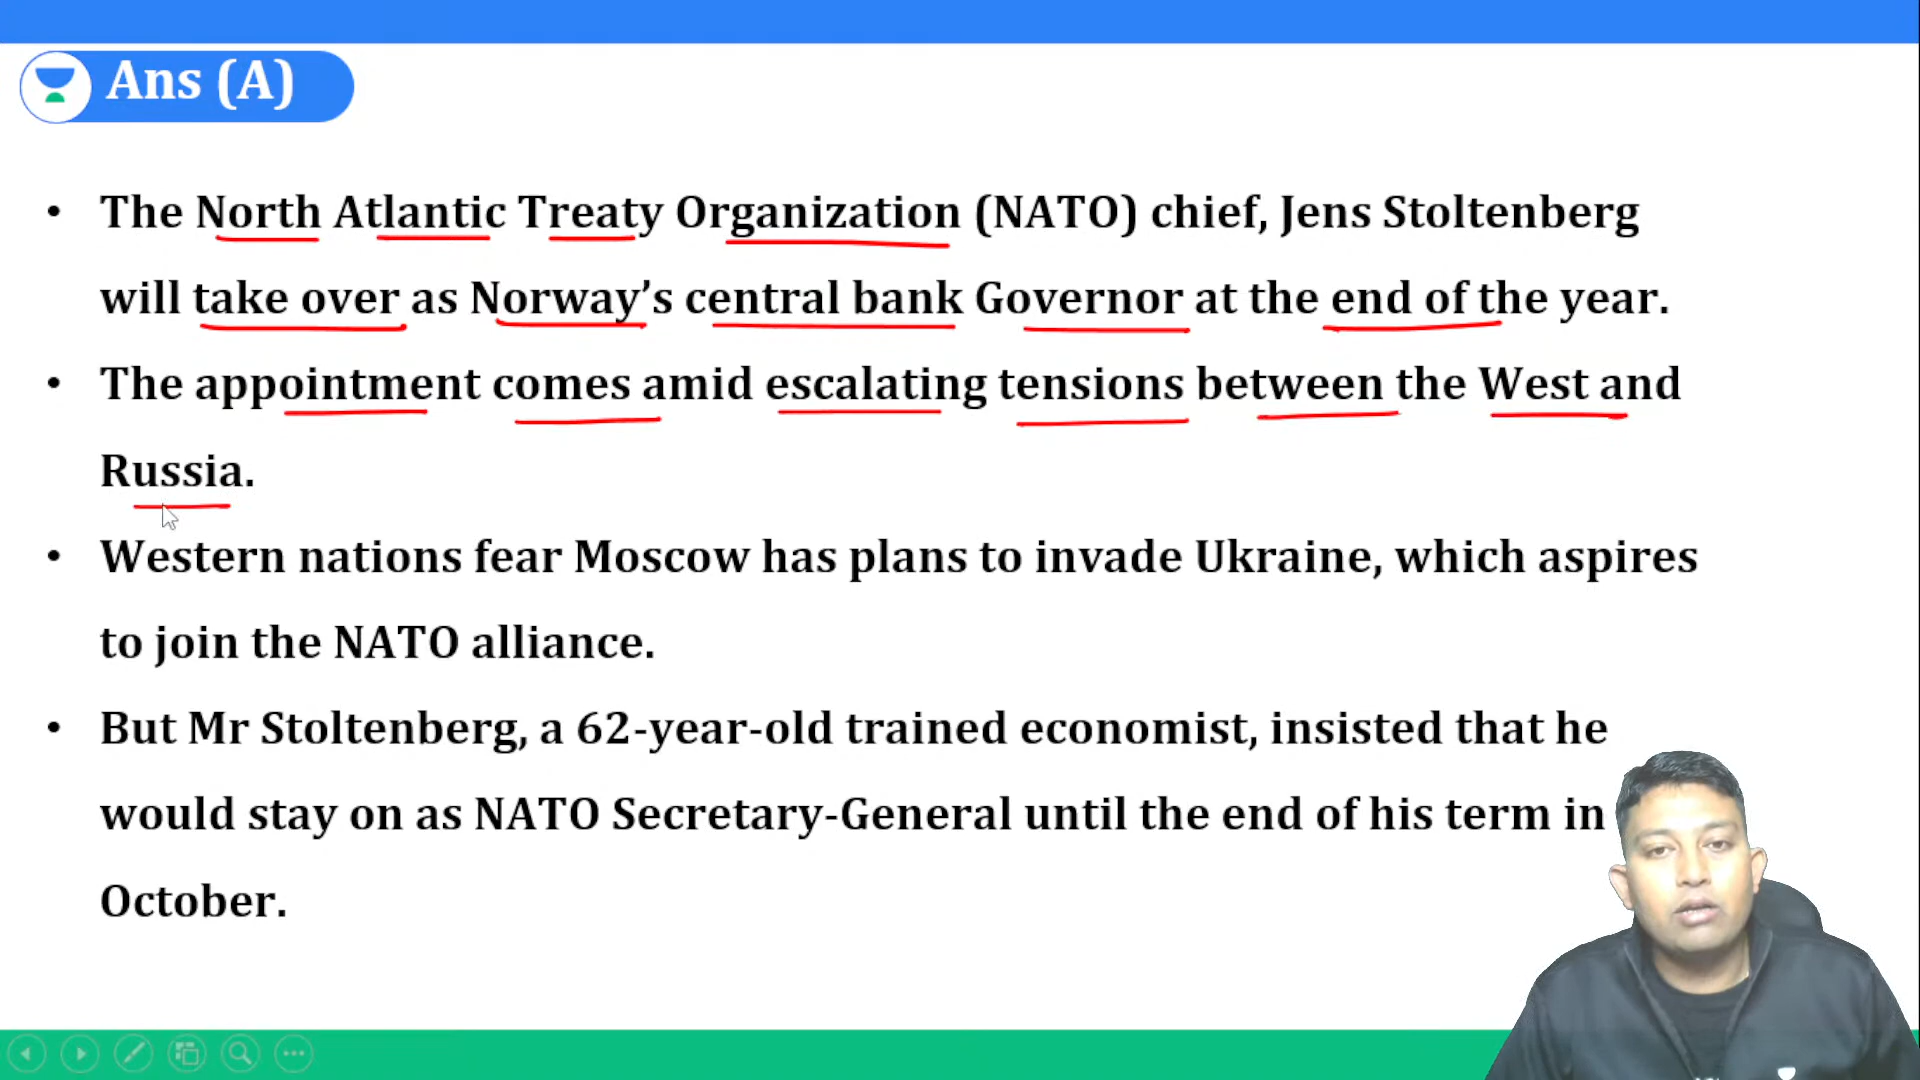 Ans (A)
• The North Atlantic Treaty Organization (NATO) chief, Jens Stoltenberg
will take over as Norway’s central bank Governor at the end of the year.
• The appointment comes amid escalating tensions between the West and
Russia.
• Western nations fear Moscow has plans to invade Ukraine, which aspires
to join the NATO alliance.
• But Mr Stoltenberg, a 62-year-old trained economist, insisted that he
would stay on as NATO Secretary-General until the end of his term in
October.